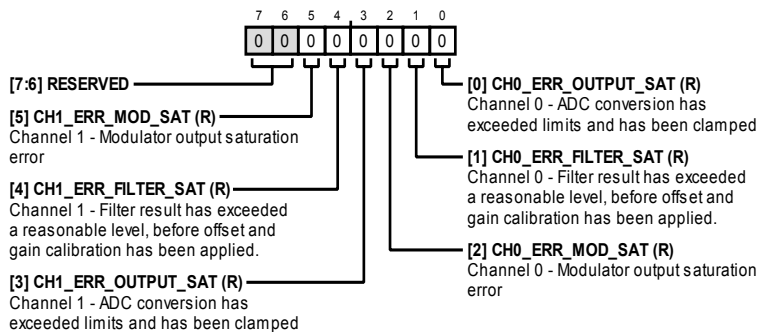 7 6 5 4 3 2 1 0
0 0 0 0 0 0 0 0
[7:6] RESERVED
[5] CH1_ERR_MOD_SAT (R)
Channel 1 - Modulator output saturation
error
[4] CH1_ERR_FILTER_SAT (R)
Channel 1 - Filter result has exceeded
a reasonable level, before offset and
gain calibration has been applied.
[3] CH1_ERR_OUTPUT_SAT (R)
Channel 1 - ADC conversion has
exceeded limits and has been clamped
[0] CH0_ERR_OUTPUT_SAT (R)
Channel 0 - ADC conversion has
exceeded limits and has been clamped
[1] CH0_ERR_FILTER_SAT (R)
Channel 0 - Filter result has exceeded
a reasonable level, before offset and
gain calibration has been applied.
[2] CH0_ERR_MOD_SAT (R)
Channel 0 - Modulator output saturation
error